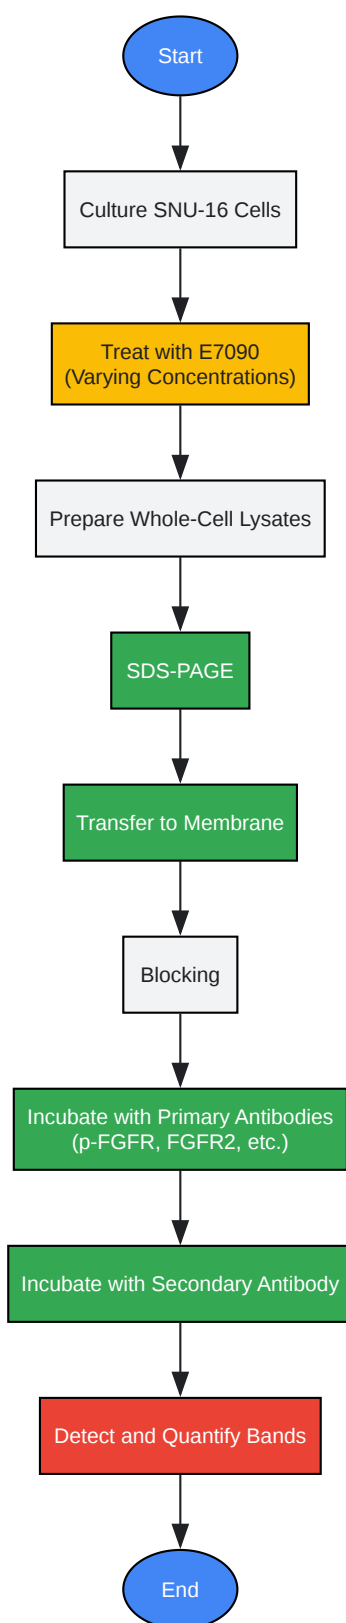 Start
Culture SNU-16 Cells
Treat with E7090
(Varying Concentrations)
Prepare Whole-Cell Lysates
SDS-PAGE
Transfer to Membrane
Blocking
Incubate with Primary Antibodies
(p-FGFR, FGFR2, etc.)
Incubate with Secondary Antibody
Detect and Quantify Bands
End